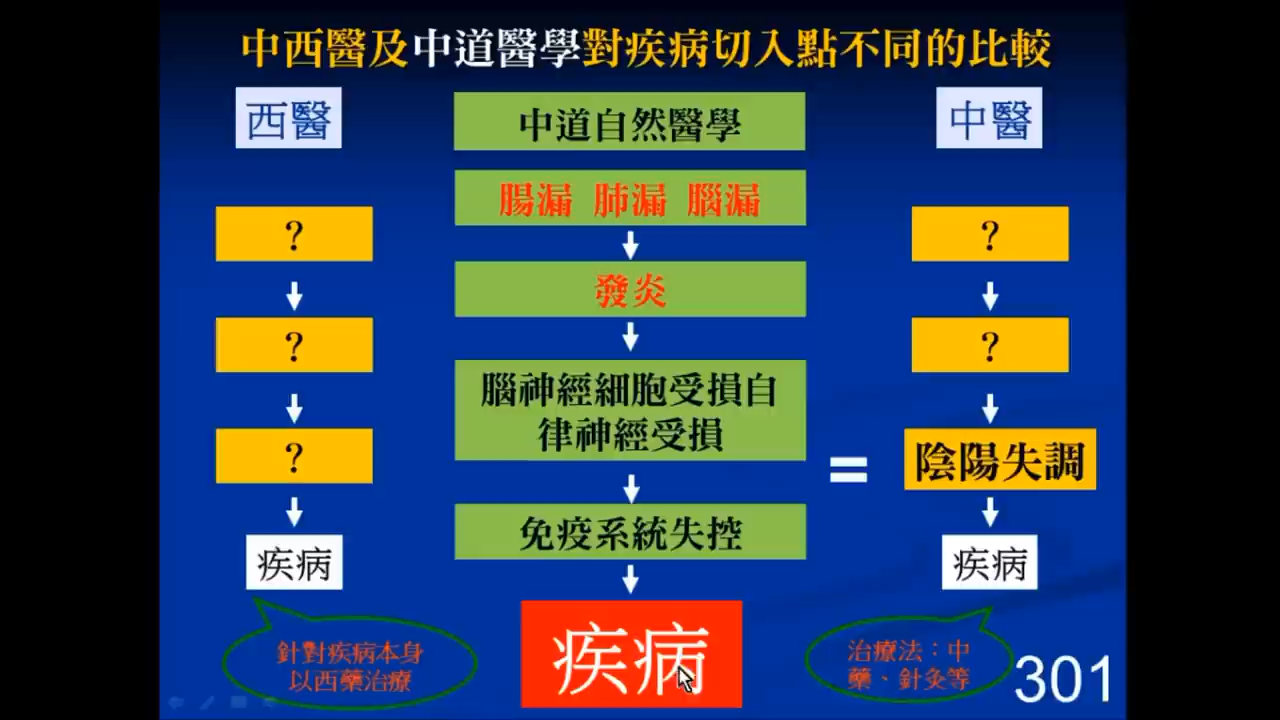 中西醫及中道醫學對疾病切入點不同的比較
西醫
?
?
?
疾病
針對疾病本身
以西藥治療
中道自然醫學
腸漏 肺漏 腦漏
發炎
腦神經細胞受損自
律神經受損
免疫系統失控
疾病
=
中醫
?
?
陰陽失調
疾病
治療法：中
藥、針灸等
301